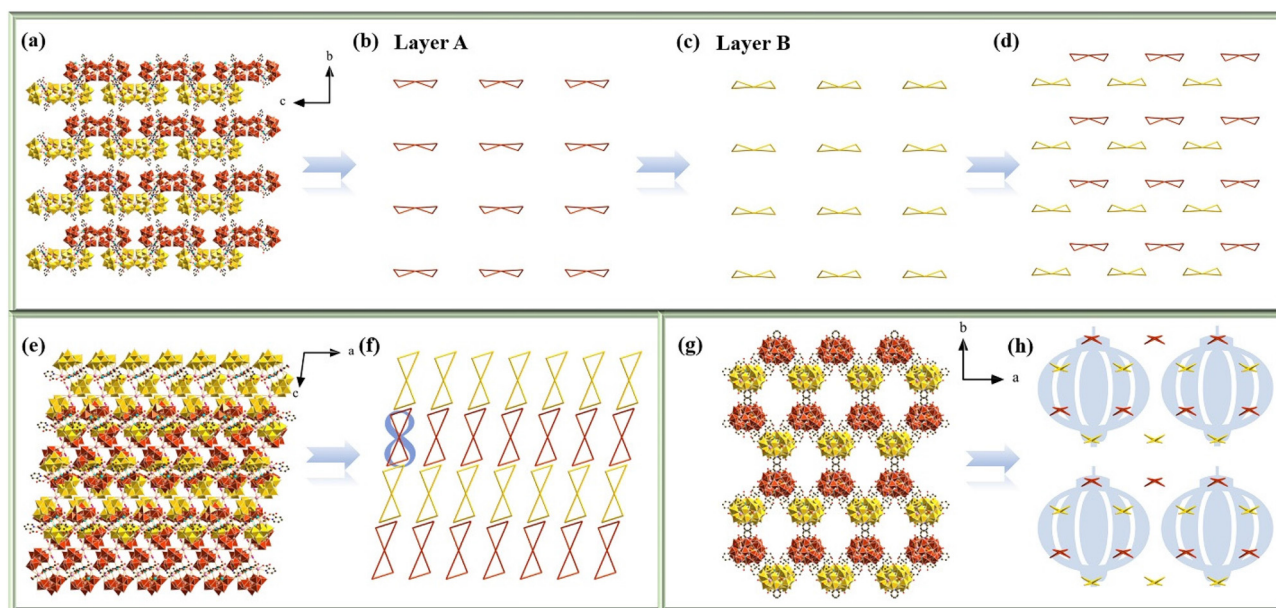 (a)
b
c
(b) Layer A
(c) Layer B
(d)
(e)
a
c
(f)
(g)
b
a
(h)